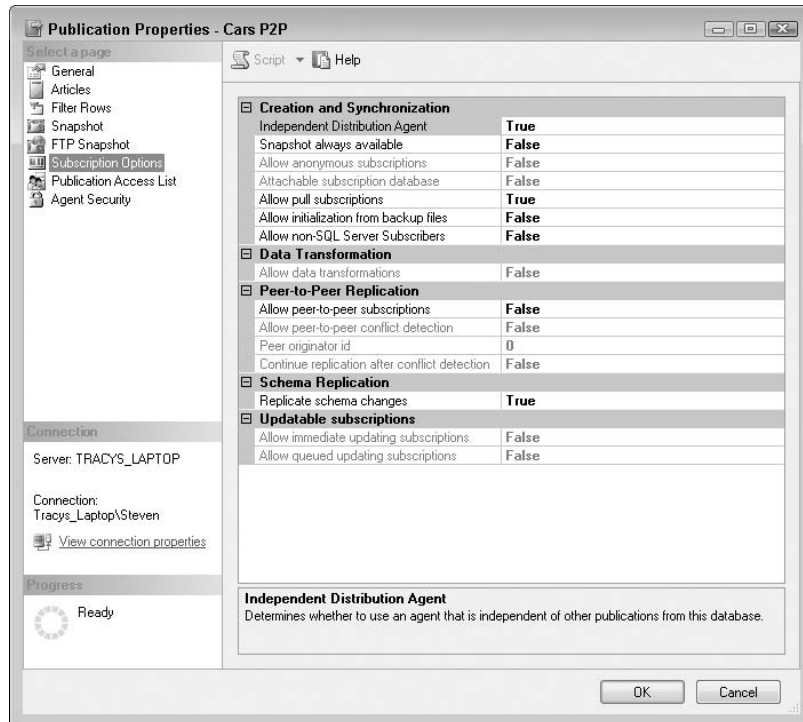 Publication Properties - Cars P2P
Select a page
General
Articles
Filter Rows
Snapshot
FTP Snapshot
Subscription Options
Publication Access List
Agent Security
Script Help
Creation and Synchronization
Independent Distribution Agent True
Snapshot always available False
Allow anonymous subscriptions False
Attachable subscription database False
Allow pull subscriptions True
Allow initialization from backup files False
Allow non-SQL Server Subscribers False
Data Transformation
Allow data transformations False
Peer-to-Peer Replication
Allow peer-to-peer subscriptions False
Allow peer-to-peer conflict detection False
Peer originator id 0
Continue replication after conflict detection False
Schema Replication
Replicate schema changes True
Updatable subscriptions
Allow immediate updating subscriptions False
Allow queued updating subscriptions False
Connection
Server: TRACYS_LAPTOP
Connection:
Tracys_Laptop\Steven
View connection properties
Progress
Ready
Independent Distribution Agent
Determines whether to use an agent that is independent of other publications from this database.
OK Cancel